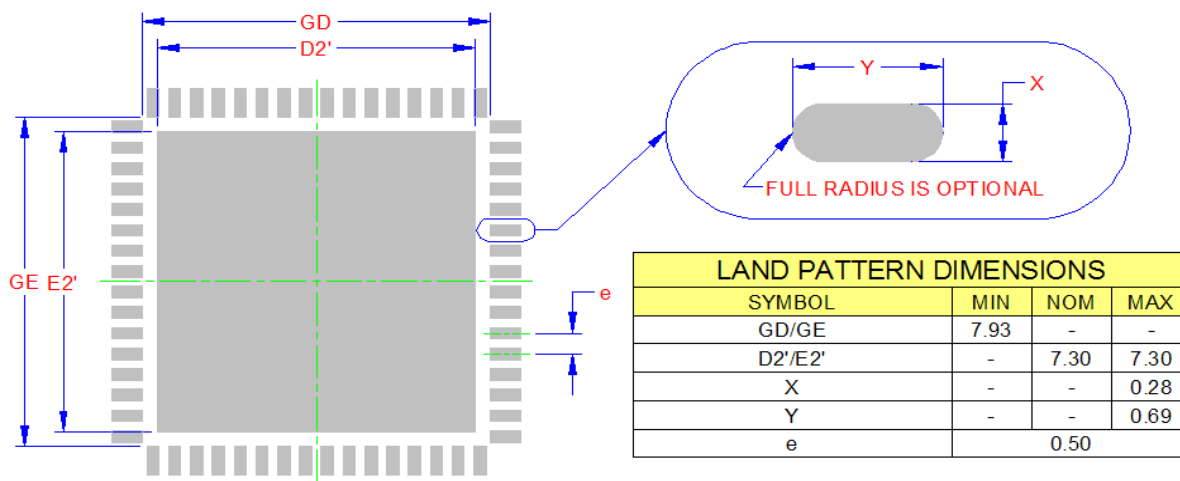 GD
D2'
GE
E2'
e
Y
X
FULL RADIUS IS OPTIONAL
LAND PATTERN DIMENSIONS
SYMBOL MIN NOM MAX
GD/GE 7.93 - -
D2'/E2' - 7.30 7.30
X - - 0.28
Y - - 0.69
e 0.50